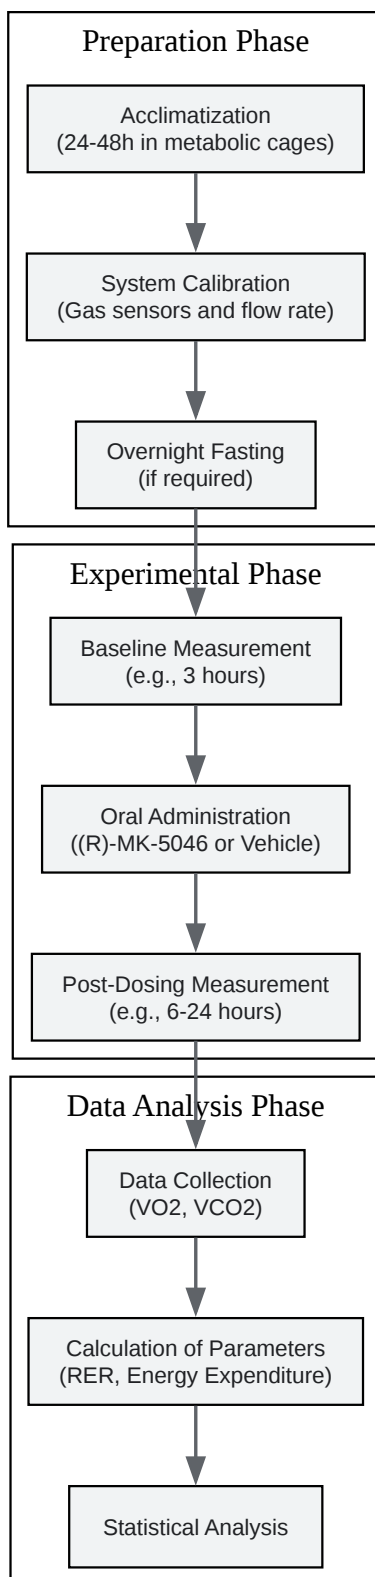 Preparation Phase
Acclimatization
(24-48h in metabolic cages)
System Calibration
(Gas sensors and flow rate)
Overnight Fasting
(if required)
Experimental Phase
Baseline Measurement
(e.g., 3 hours)
Oral Administration
((R)-MK-5046 or Vehicle)
Post-Dosing Measurement
(e.g., 6-24 hours)
Data Analysis Phase
Data Collection
(VO2, VCO2)
Calculation of Parameters
(RER, Energy Expenditure)
Statistical Analysis